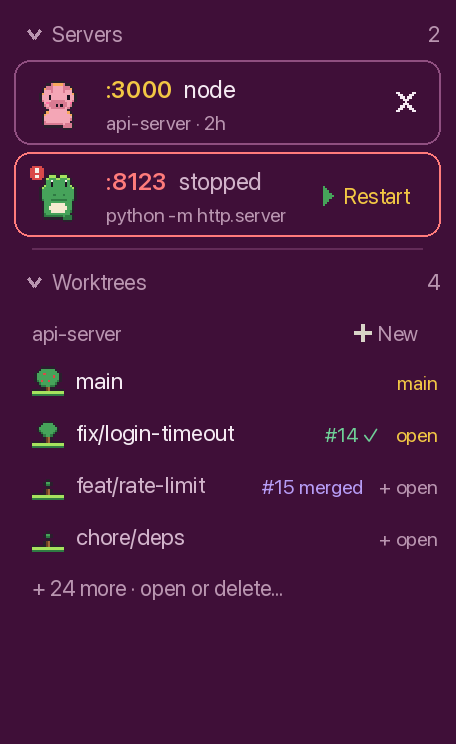 Servers 2
:3000 node
api-server · 2h
:8123 stopped
Restart
python -m http.server
Worktrees 4
api-server + New
main main
fix/login-timeout #14 ✓ open
feat/rate-limit #15 merged + open
chore/deps + open
+ 24 more · open or delete...